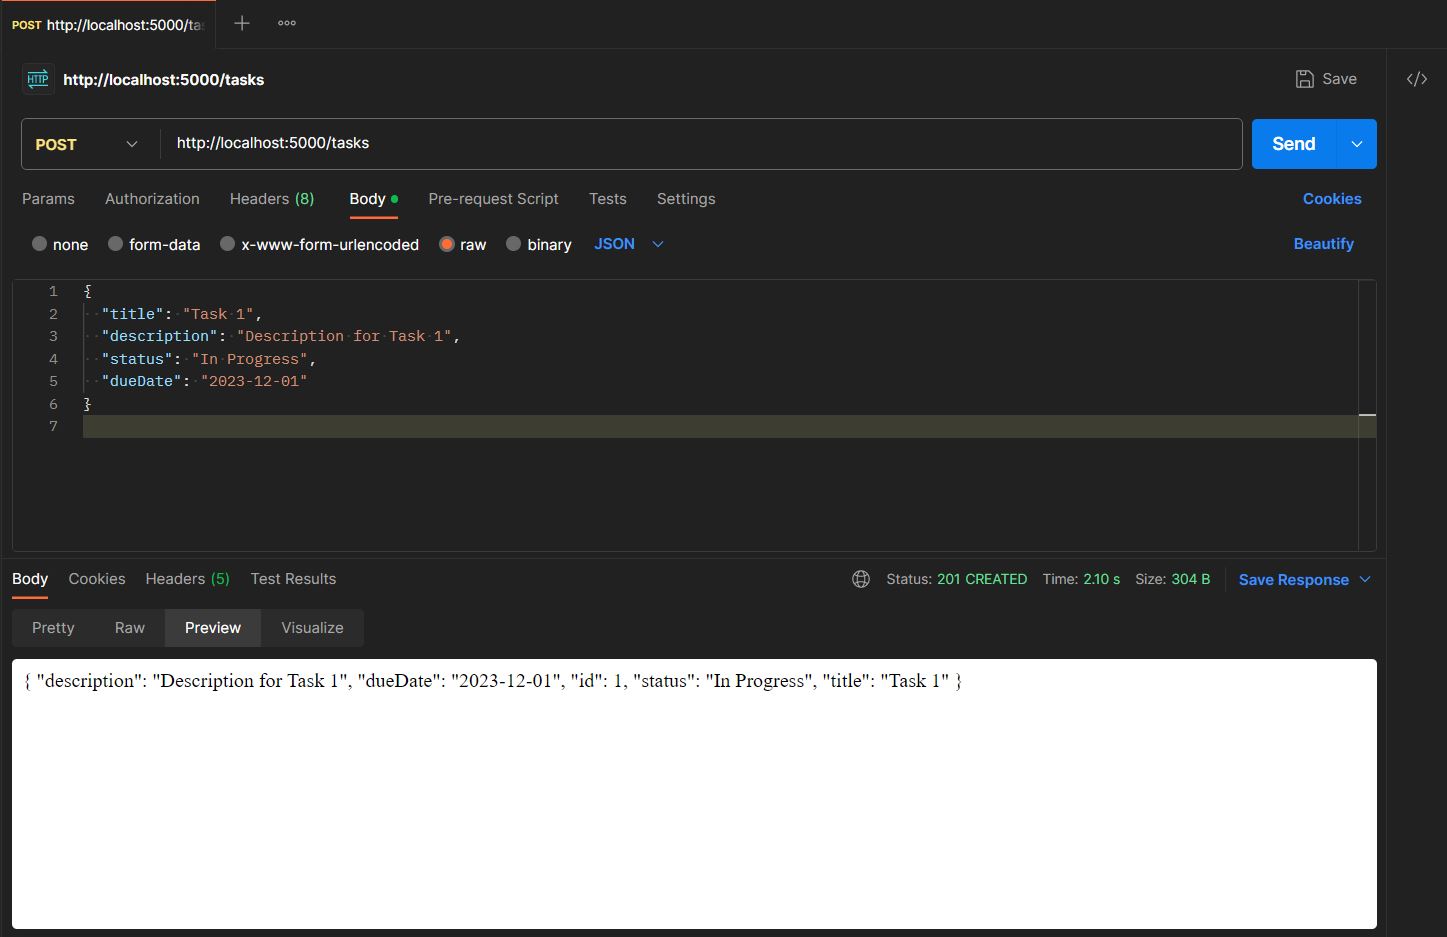 POST http://localhost:5000/tas
HTTP http://localhost:5000/tasks Save
POST http://localhost:5000/tasks Send
Params Authorization Headers (8) Body Pre-request Script Tests Settings Cookies
none form-data x-www-form-urlencoded raw binary JSON Beautify
1 {
2 "title": "Task 1",
3 "description": "Description for Task 1",
4 "status": "In Progress",
5 "dueDate": "2023-12-01"
6 }
7
Body Cookies Headers (5) Test Results Status: 201 CREATED Time: 2.10 s Size: 304 B Save Response
Pretty Raw Preview Visualize
{ "description": "Description for Task 1", "dueDate": "2023-12-01", "id": 1, "status": "In Progress", "title": "Task 1" }